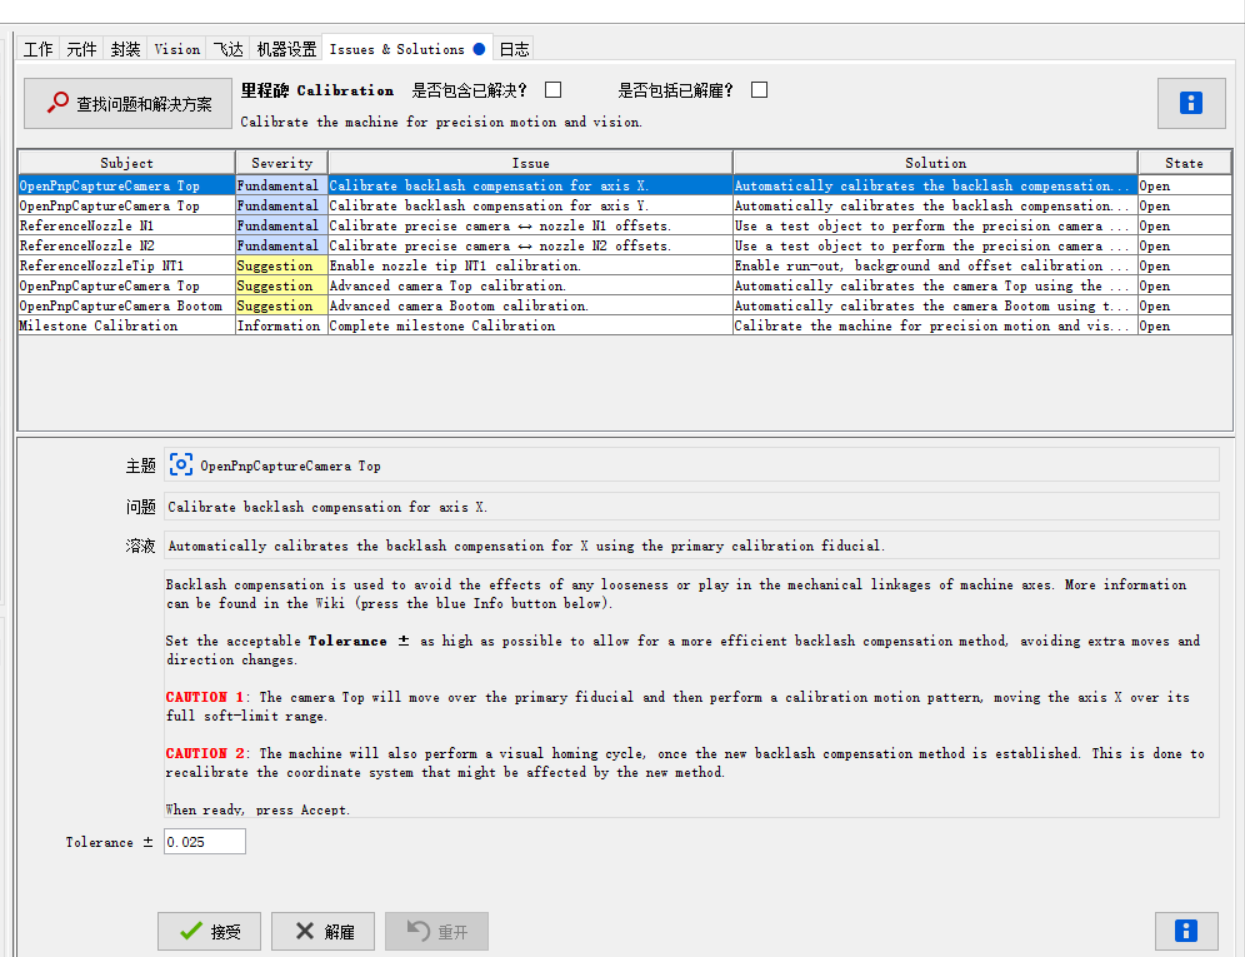 工作 元件 封装 Vision 飞达 机器设置 Issues & Solutions 日志
查找问题和解决方案
里程碑 Calibration 是否包含已解决? 是否包括已解雇?
Calibrate the machine for precision motion and vision.
Subject Severity Issue Solution State
OpenPnpCaptureCamera Top Fundamental Calibrate backlash compensation for axis X. Automatically calibrates the backlash compensation... Open
OpenPnpCaptureCamera Top Fundamental Calibrate backlash compensation for axis Y. Automatically calibrates the backlash compensation... Open
ReferenceNozzle N1 Fundamental Calibrate precise camera ↔ nozzle N1 offsets. Use a test object to perform the precision camera ... Open
ReferenceNozzle N2 Fundamental Calibrate precise camera ↔ nozzle N2 offsets. Use a test object to perform the precision camera ... Open
ReferenceNozzleTip NT1 Suggestion Enable nozzle tip NT1 calibration. Enable run-out, background and offset calibration ... Open
OpenPnpCaptureCamera Top Suggestion Advanced camera Top calibration. Automatically calibrates the camera Top using the ... Open
OpenPnpCaptureCamera Bootom Suggestion Advanced camera Bootom calibration. Automatically calibrates the camera Bootom using t... Open
Milestone Calibration Information Complete milestone Calibration Calibrate the machine for precision motion and vis... Open
主题 OpenPnpCaptureCamera Top
问题 Calibrate backlash compensation for axis X.
溶液 Automatically calibrates the backlash compensation for X using the primary calibration fiducial.
Backlash compensation is used to avoid the effects of any looseness or play in the mechanical linkages of machine axes. More information
can be found in the Wiki (press the blue Info button below).
Set the acceptable Tolerance ± as high as possible to allow for a more efficient backlash compensation method, avoiding extra moves and
direction changes.
CAUTION 1: The camera Top will move over the primary fiducial and then perform a calibration motion pattern, moving the axis X over its
full soft-limit range.
CAUTION 2: The machine will also perform a visual homing cycle, once the new backlash compensation method is established. This is done to
recalibrate the coordinate system that might be affected by the new method.
When ready, press Accept.
Tolerance ± 0.025
接受 解雇 重开